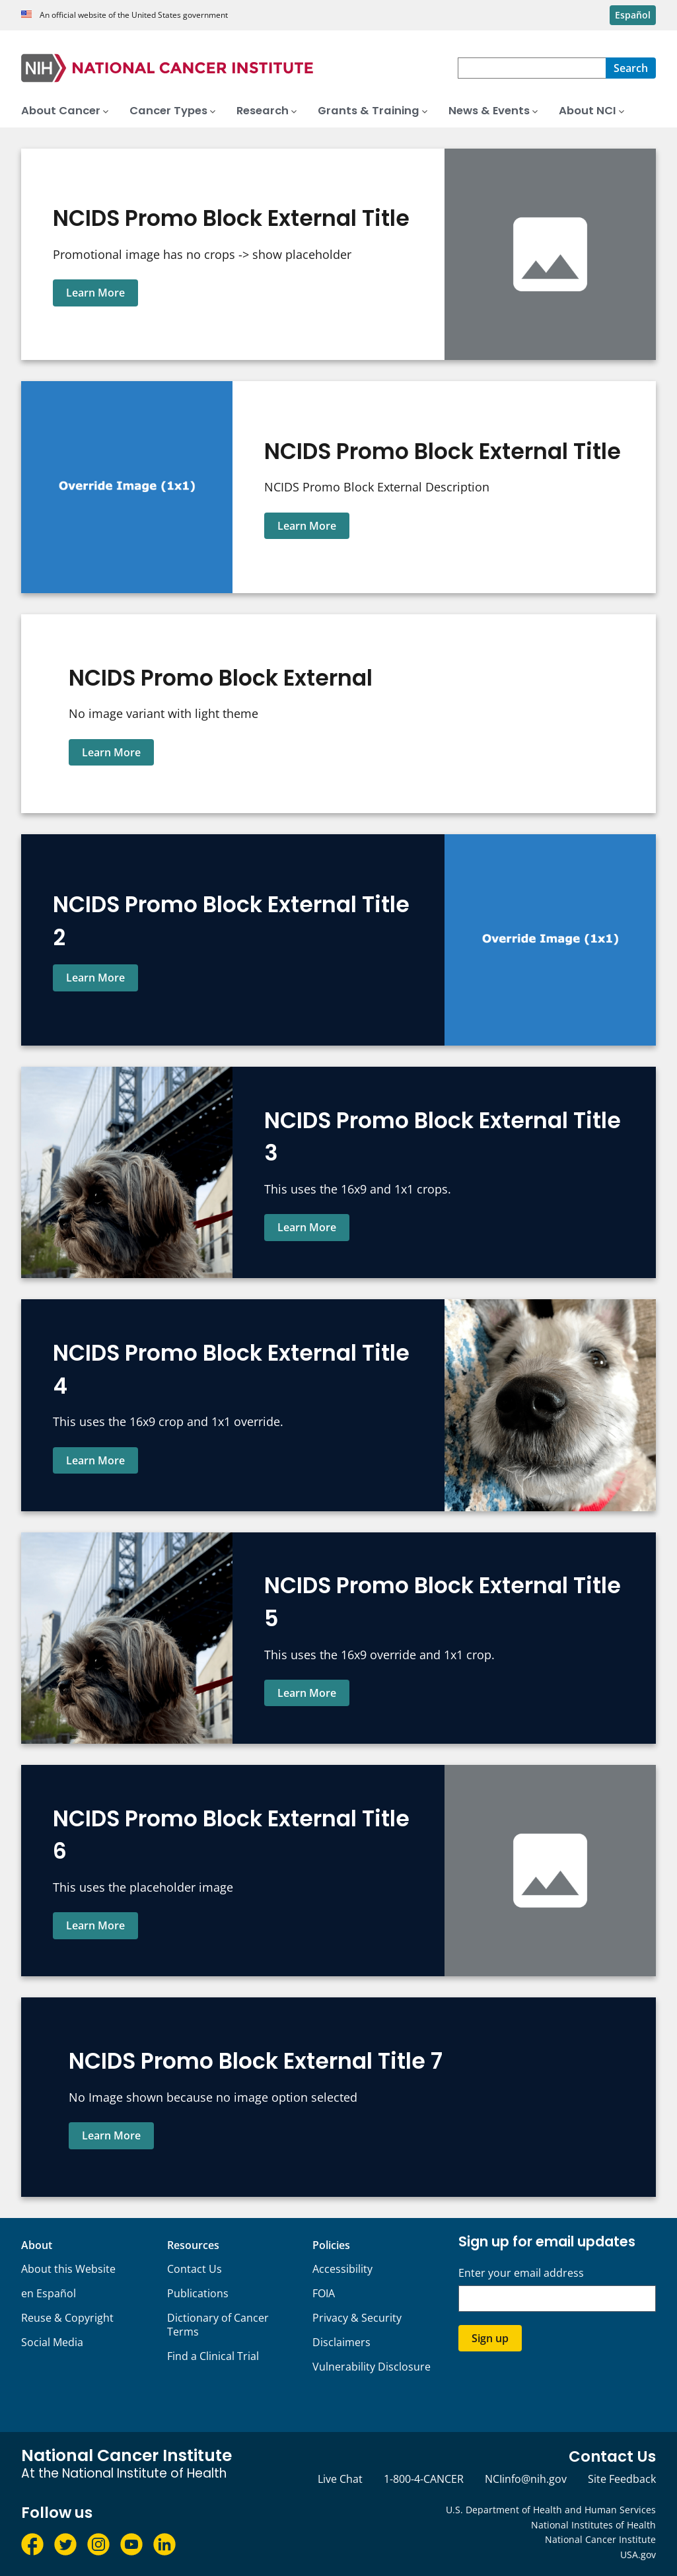 An official website of the United States government
Español
NIH NATIONAL CANCER INSTITUTE
Search
About Cancer
Cancer Types
Research
Grants & Training
News & Events
About NCI
NCIDS Promo Block External Title
Promotional image has no crops -> show placeholder
Learn More
Override Image (1x1)
NCIDS Promo Block External Title
NCIDS Promo Block External Description
Learn More
NCIDS Promo Block External
No image variant with light theme
Learn More
NCIDS Promo Block External Title
2
Learn More
Override Image (1x1)
NCIDS Promo Block External Title
3
This uses the 16x9 and 1x1 crops.
Learn More
NCIDS Promo Block External Title
4
This uses the 16x9 crop and 1x1 override.
Learn More
NCIDS Promo Block External Title
5
This uses the 16x9 override and 1x1 crop.
Learn More
NCIDS Promo Block External Title
6
This uses the placeholder image
Learn More
NCIDS Promo Block External Title 7
No Image shown because no image option selected
Learn More
About
About this Website
en Español
Reuse & Copyright
Social Media
Resources
Contact Us
Publications
Dictionary of Cancer
Terms
Find a Clinical Trial
Policies
Accessibility
FOIA
Privacy & Security
Disclaimers
Vulnerability Disclosure
Sign up for email updates
Enter your email address
Sign up
National Cancer Institute
At the National Institute of Health
Contact Us
Live Chat
1-800-4-CANCER
NCIinfo@nih.gov
Site Feedback
Follow us
U.S. Department of Health and Human Services
National Institutes of Health
National Cancer Institute
USA.gov